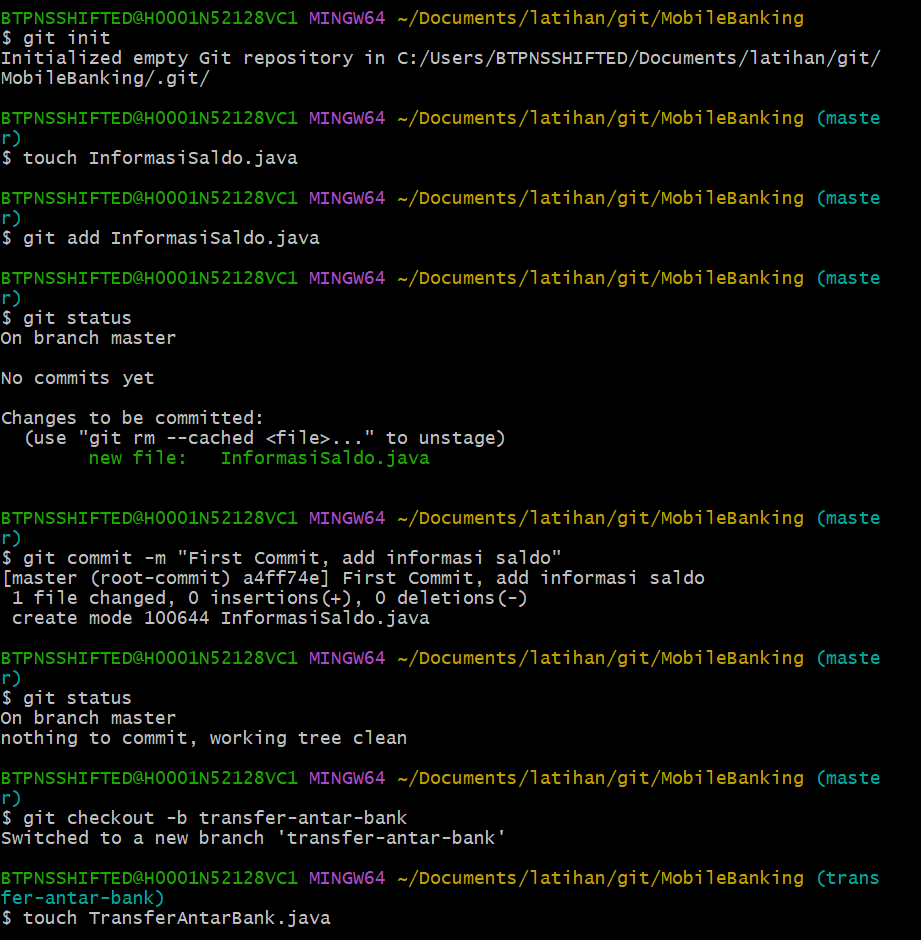 BTPNSSHIFTED@H0001N52128VC1 MINGW64 ~/Documents/latihan/git/MobileBanking
$ git init
Initialized empty Git repository in C:/Users/BTPNSSHIFTED/Documents/latihan/git/
MobileBanking/.git/

BTPNSSHIFTED@H0001N52128VC1 MINGW64 ~/Documents/latihan/git/MobileBanking (maste
r)
$ touch InformasiSaldo.java

BTPNSSHIFTED@H0001N52128VC1 MINGW64 ~/Documents/latihan/git/MobileBanking (maste
r)
$ git add InformasiSaldo.java

BTPNSSHIFTED@H0001N52128VC1 MINGW64 ~/Documents/latihan/git/MobileBanking (maste
r)
$ git status
On branch master

No commits yet

Changes to be committed:
  (use "git rm --cached <file>..." to unstage)
        new file:   InformasiSaldo.java


BTPNSSHIFTED@H0001N52128VC1 MINGW64 ~/Documents/latihan/git/MobileBanking (maste
r)
$ git commit -m "First Commit, add informasi saldo"
[master (root-commit) a4ff74e] First Commit, add informasi saldo
 1 file changed, 0 insertions(+), 0 deletions(-)
 create mode 100644 InformasiSaldo.java

BTPNSSHIFTED@H0001N52128VC1 MINGW64 ~/Documents/latihan/git/MobileBanking (maste
r)
$ git status
On branch master
nothing to commit, working tree clean

BTPNSSHIFTED@H0001N52128VC1 MINGW64 ~/Documents/latihan/git/MobileBanking (maste
r)
$ git checkout -b transfer-antar-bank
Switched to a new branch 'transfer-antar-bank'

BTPNSSHIFTED@H0001N52128VC1 MINGW64 ~/Documents/latihan/git/MobileBanking (trans
fer-antar-bank)
$ touch TransferAntarBank.java